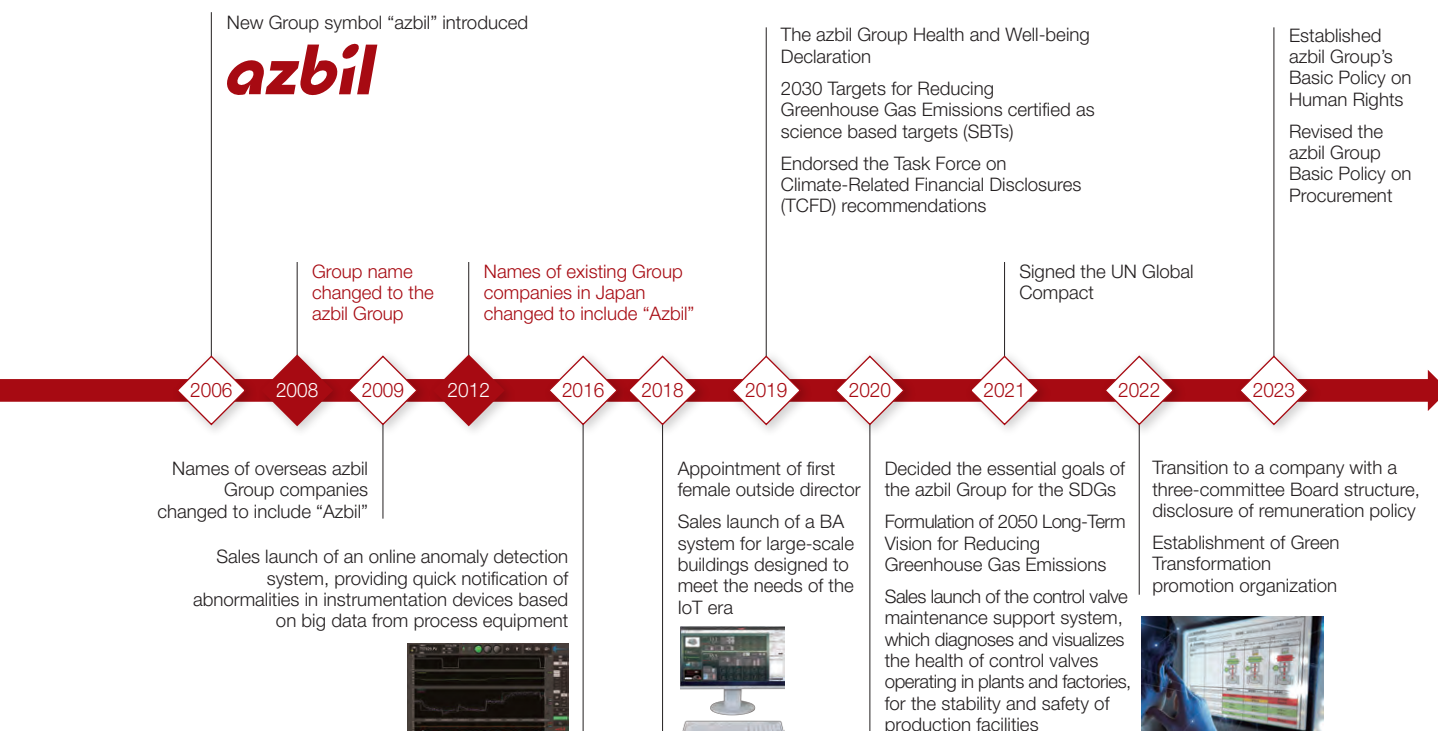 New Group symbol “azbil” introduced
azbil
The azbil Group Health and Well-being
Declaration
2030 Targets for Reducing
Greenhouse Gas Emissions certified as
science based targets (SBTs)
Endorsed the Task Force on
Climate-Related Financial Disclosures
(TCFD) recommendations
Established
azbil Group’s
Basic Policy on
Human Rights
Revised the
azbil Group
Basic Policy on
Procurement
Group name
changed to the
azbil Group
Names of existing Group
companies in Japan
changed to include “Azbil”
Signed the UN Global
Compact
2006
2008
2009
2012
2016
2018
2019
2020
2021
2022
2023
Names of overseas azbil
Group companies
changed to include “Azbil”
Sales launch of an online anomaly detection
system, providing quick notification of
abnormalities in instrumentation devices based
on big data from process equipment
Appointment of first
female outside director
Sales launch of a BA
system for large-scale
buildings designed to
meet the needs of the
IoT era
Decided the essential goals of
the azbil Group for the SDGs
Formulation of 2050 Long-Term
Vision for Reducing
Greenhouse Gas Emissions
Sales launch of the control valve
maintenance support system,
which diagnoses and visualizes
the health of control valves
operating in plants and factories,
for the stability and safety of
production facilities
Transition to a company with a
three-committee Board structure,
disclosure of remuneration policy
Establishment of Green
Transformation
promotion organization